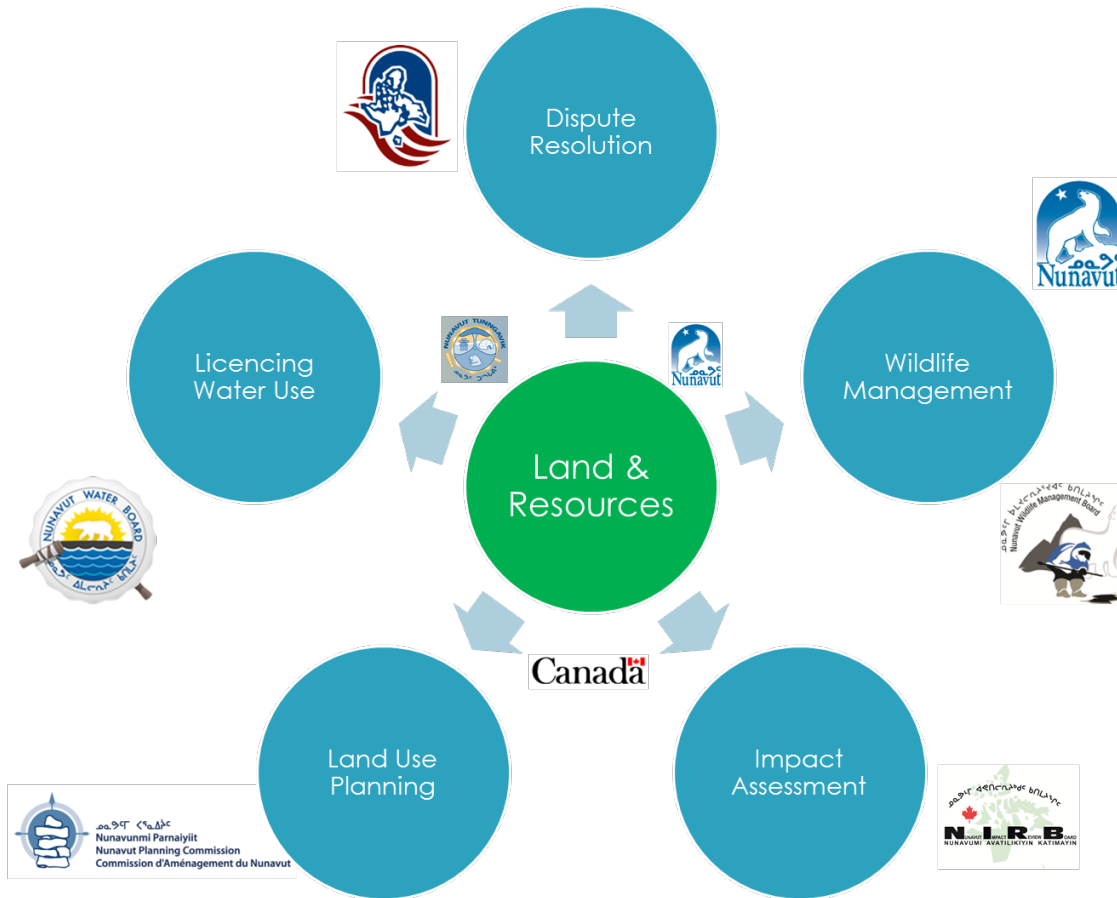 Dispute
Resolution
Nunavut
Licencing
Water Use
NUNAVUT TUNNGAVIK
Nunavut
Wildlife
Management
Land &
Resources
NUNAVUT WATER BOARD
Nunavut Wildlife Management Board
Canada
Land Use
Planning
Impact
Assessment
ᓄᓇᕗᒻᒥ ᐸᕐᓇᐃᔩᑦ
Nunavunmi Parnaiyiit
Nunavut Planning Commission
Commission d'Aménagement du Nunavut
NUNAVUT IMPACT REVIEW BOARD
NUNAVUMI AVATILIKIYIN KATIMAYIN